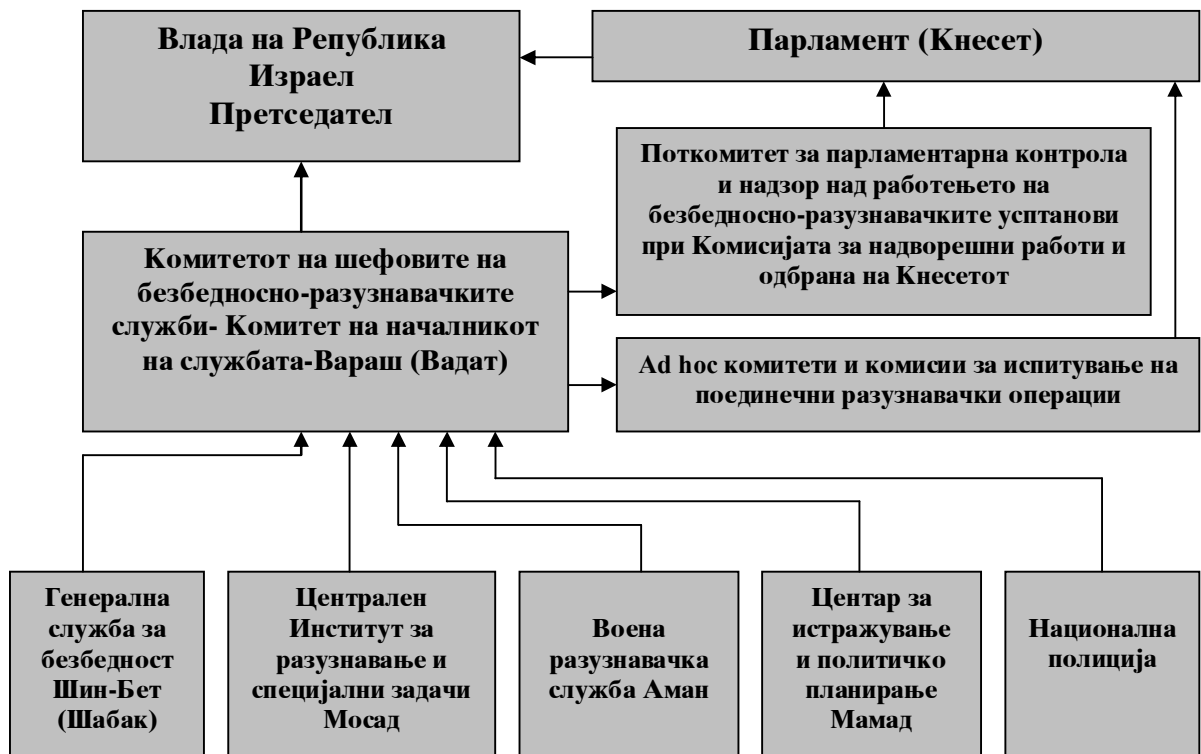 Влада на Република
Израел
Претседател
Парламент (Кнесет)
Поткомитет за парламентарна контрола
и надзор над работењето на
безбедносно-разузнавачките усптанови
при Комисијата за надворешни работи и
одбрана на Кнесетот
Комитетот на шефовите на
безбедносно-разузнавачките
служби- Комитет на началникот
на службата-Вараш (Вадат)
Ad hoc комитети и комисии за испитување на
поединечни разузнавачки операции
Генерална
служба за
безбедност
Шин-Бет
(Шабак)
Централен
Институт за
разузнавање и
специјални задачи
Мосад
Воена
разузнавачка
служба Аман
Центар за
истражување
и политичко
планирање
Мамад
Национална
полиција